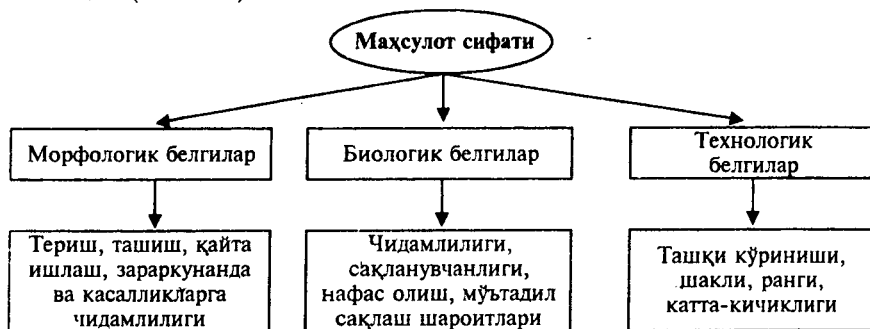 Маҳсулот сифати
Морфологик белгилар
Биологик белгилар
Технологик
белгилар
Териш, ташиш, қайта
ишлаш, зараркунанда
ва касалликларга
чидамлилиги
Чидамлилиги,
сақланувчанлиги,
нафас олиш, мўътадил
сақлаш шароитлари
Ташқи кўриниши,
шакли, ранги,
катта-кичиклиги